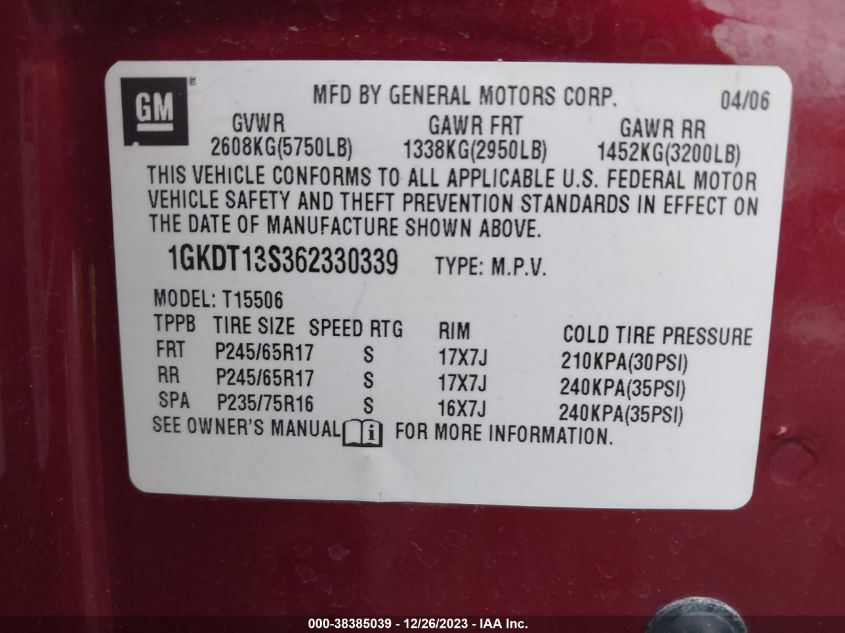 GM ®
MFD BY GENERAL MOTORS CORP. 04/06
GVWR GAWR FRT GAWR RR
2608KG(5750LB) 1338KG(2950LB) 1452KG(3200LB)
THIS VEHICLE CONFORMS TO ALL APPLICABLE U.S. FEDERAL MOTOR
VEHICLE SAFETY AND THEFT PREVENTION STANDARDS IN EFFECT ON
THE DATE OF MANUFACTURE SHOWN ABOVE.
1GKDT13S362330339 TYPE: M.P.V.
MODEL: T15506
TPPB TIRE SIZE SPEED RTG RIM COLD TIRE PRESSURE
FRT P245/65R17 S 17X7J 210KPA(30PSI)
RR P245/65R17 S 17X7J 240KPA(35PSI)
SPA P235/75R16 S 16X7J 240KPA(35PSI)
SEE OWNER'S MANUAL i FOR MORE INFORMATION.
000-38385039 - 12/26/2023 - IAA Inc.